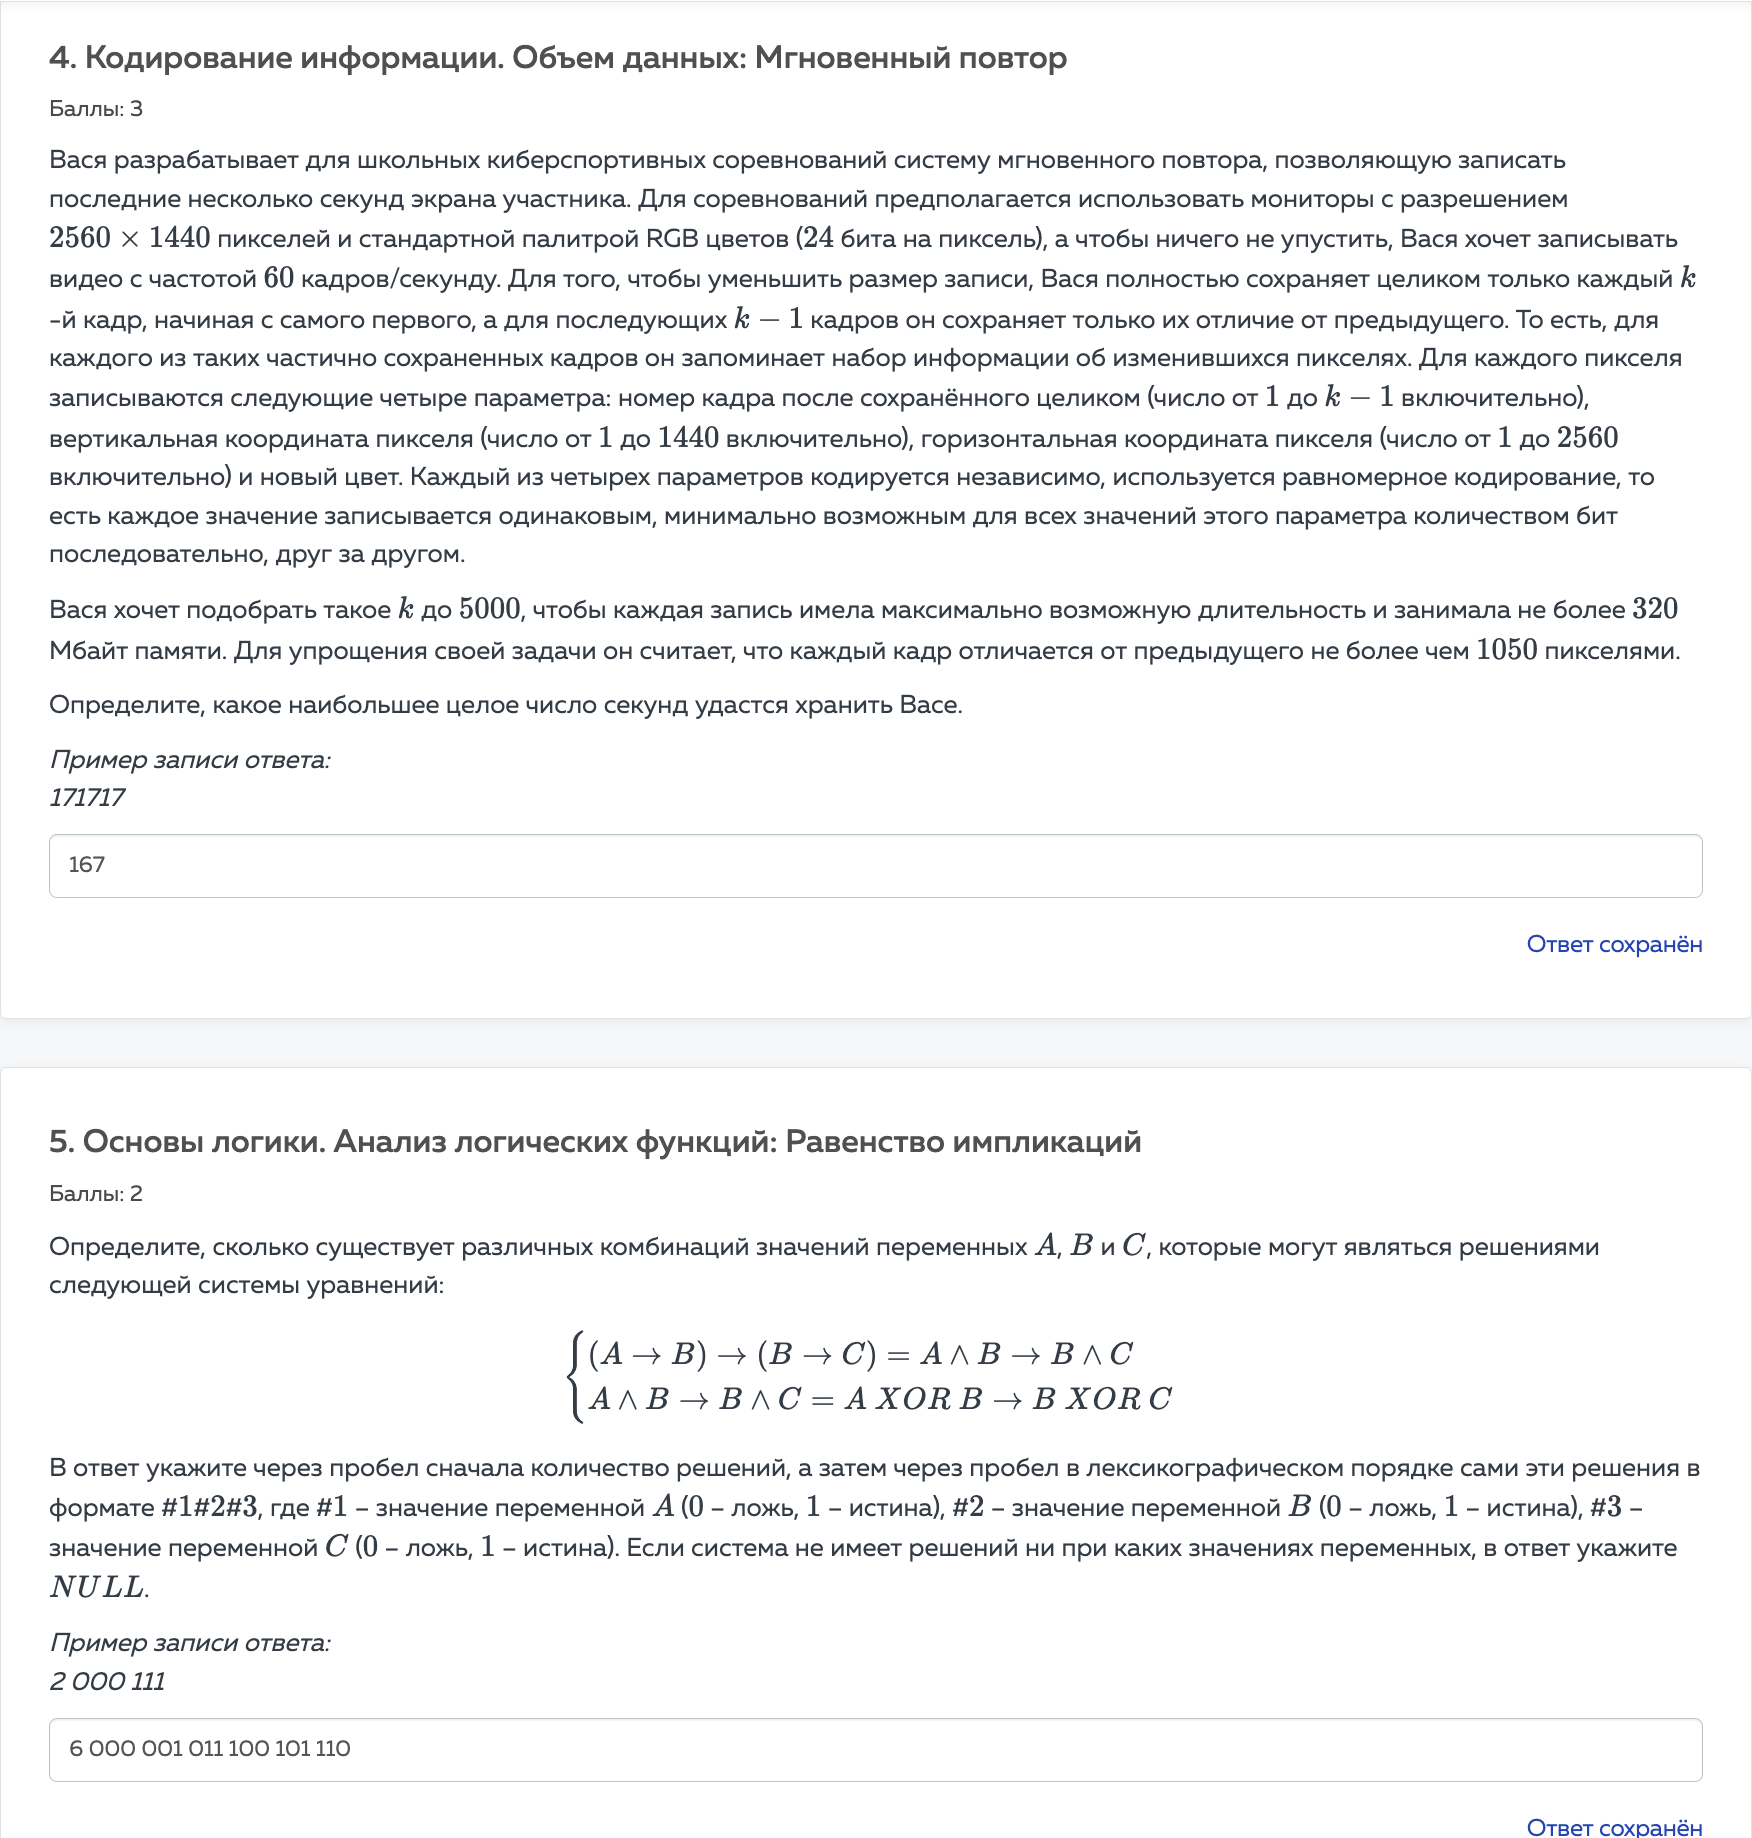 4. Кодирование информации. Объем данных: Мгновенный повтор
Баллы: 3
Вася разрабатывает для школьных киберспортивных соревнований систему мгновенного повтора, позволяющую записать
последние несколько секунд экрана участника. Для соревнований предполагается использовать мониторы с разрешением
2560 × 1440 пикселей и стандартной палитрой RGB цветов (24 бита на пиксель), а чтобы ничего не упустить, Вася хочет записывать
видео с частотой 60 кадров/секунду. Для того, чтобы уменьшить размер записи, Вася полностью сохраняет целиком только каждый k
-й кадр, начиная с самого первого, а для последующих k − 1 кадров он сохраняет только их отличие от предыдущего. То есть, для
каждого из таких частично сохраненных кадров он запоминает набор информации об изменившихся пикселях. Для каждого пикселя
записываются следующие четыре параметра: номер кадра после сохранённого целиком (число от 1 до k − 1 включительно),
вертикальная координата пикселя (число от 1 до 1440 включительно), горизонтальная координата пикселя (число от 1 до 2560
включительно) и новый цвет. Каждый из четырех параметров кодируется независимо, используется равномерное кодирование, то
есть каждое значение записывается одинаковым, минимально возможным для всех значений этого параметра количеством бит
последовательно, друг за другом.
Вася хочет подобрать такое k до 5000, чтобы каждая запись имела максимально возможную длительность и занимала не более 320
Мбайт памяти. Для упрощения своей задачи он считает, что каждый кадр отличается от предыдущего не более чем 1050 пикселями.
Определите, какое наибольшее целое число секунд удастся хранить Васе.
Пример записи ответа:
171717
167
Ответ сохранён
5. Основы логики. Анализ логических функций: Равенство импликаций
Баллы: 2
Определите, сколько существует различных комбинаций значений переменных A, B и C, которые могут являться решениями
следующей системы уравнений:
(A → B) → (B → C) = A ∧ B → B ∧ C
A ∧ B → B ∧ C = A XOR B → B XOR C
В ответ укажите через пробел сначала количество решений, а затем через пробел в лексикографическом порядке сами эти решения в
формате #1#2#3, где #1 – значение переменной A (0 – ложь, 1 – истина), #2 – значение переменной B (0 – ложь, 1 – истина), #3 –
значение переменной C (0 – ложь, 1 – истина). Если система не имеет решений ни при каких значениях переменных, в ответ укажите
NULL.
Пример записи ответа:
2 000 111
6 000 001 011 100 101 110
Ответ сохранён